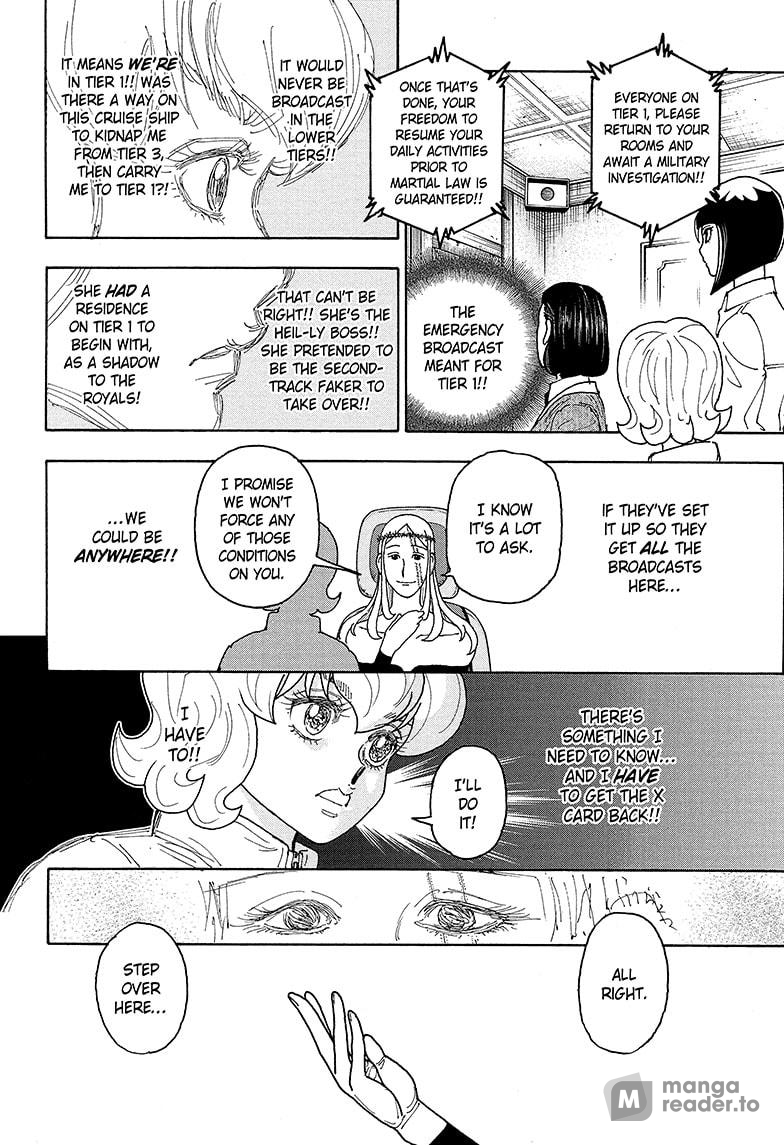 EVERYONE ON
TIER 1, PLEASE
RETURN TO YOUR
ROOMS AND
AWAIT A MILITARY
INVESTIGATION!!
ONCE THAT'S
DONE, YOUR
FREEDOM TO
RESUME YOUR
DAILY ACTIVITIES
PRIOR TO
MARTIAL LAW IS
GUARANTEED!!
THE
EMERGENCY
BROADCAST
MEANT FOR
TIER 1!!
IT WOULD
NEVER BE
BROADCAST
IN THE
LOWER
TIERS!!
IT MEANS WE'RE
IN TIER 1!! WAS
THERE A WAY ON
THIS CRUISE SHIP
TO KIDNAP ME
FROM TIER 3,
THEN CARRY
ME TO TIER 1?!
THAT CAN'T BE
RIGHT!! SHE'S THE
HEIL-LY BOSS!!
SHE PRETENDED TO
BE THE SECOND-
TRACK FAKER TO
TAKE OVER!!
SHE HAD A
RESIDENCE
ON TIER 1 TO
BEGIN WITH,
AS A SHADOW
TO THE
ROYALS!
IF THEY'VE SET
IT UP SO THEY
GET ALL THE
BROADCASTS
HERE...
I KNOW
IT'S A LOT
TO ASK.
I PROMISE
WE WON'T
FORCE ANY
OF THOSE
CONDITIONS
ON YOU.
...WE
COULD BE
ANYWHERE!!
THERE'S
SOMETHING I
NEED TO KNOW...
AND I HAVE
TO GET THE X
CARD BACK!!
I'LL
DO
IT!
I
HAVE
TO!!
ALL
RIGHT.
STEP
OVER
HERE...
M manga
reader.to